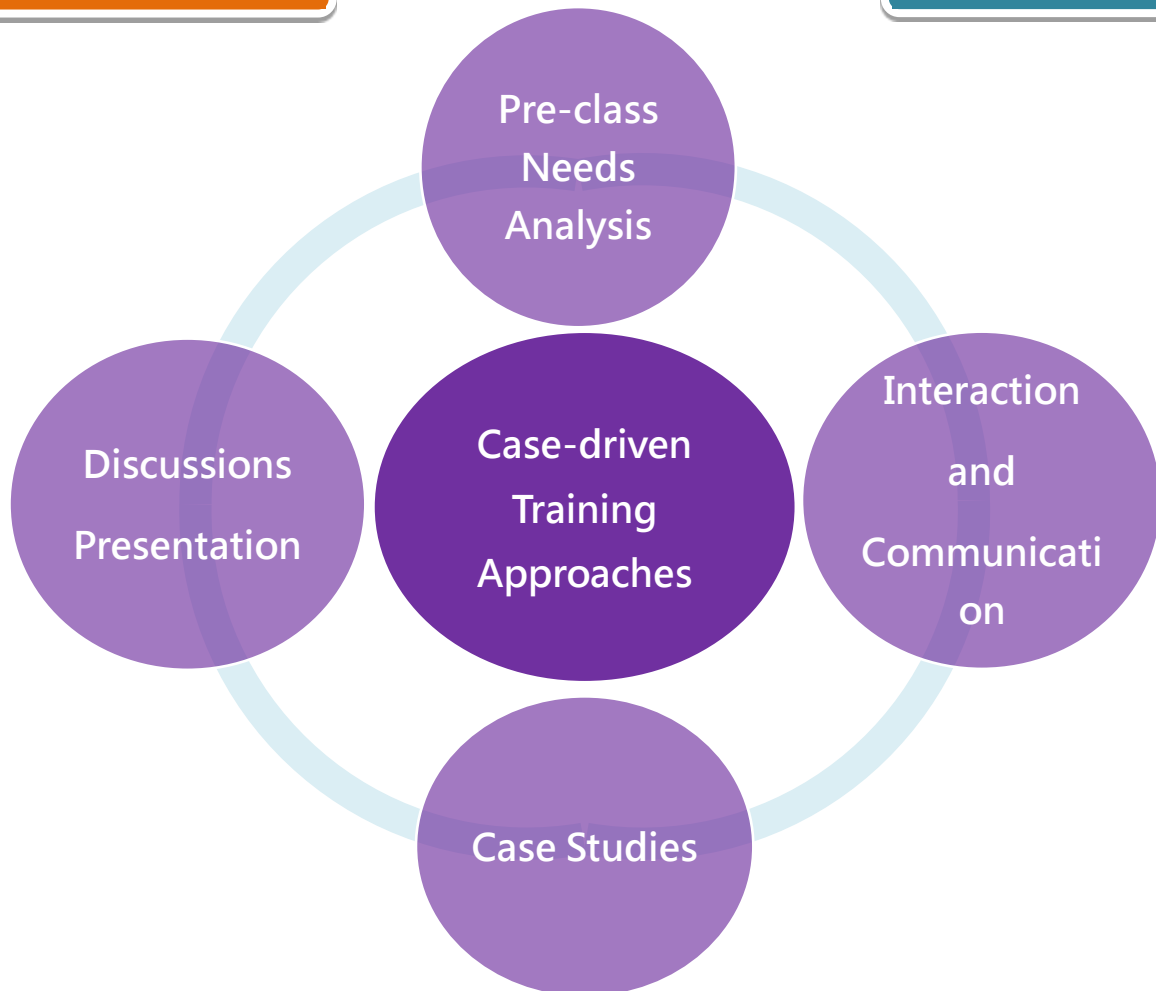 Pre-class
Needs
Analysis
Interaction
and
Communicati
on
Case-driven
Training
Approaches
Discussions
Presentation
Case Studies